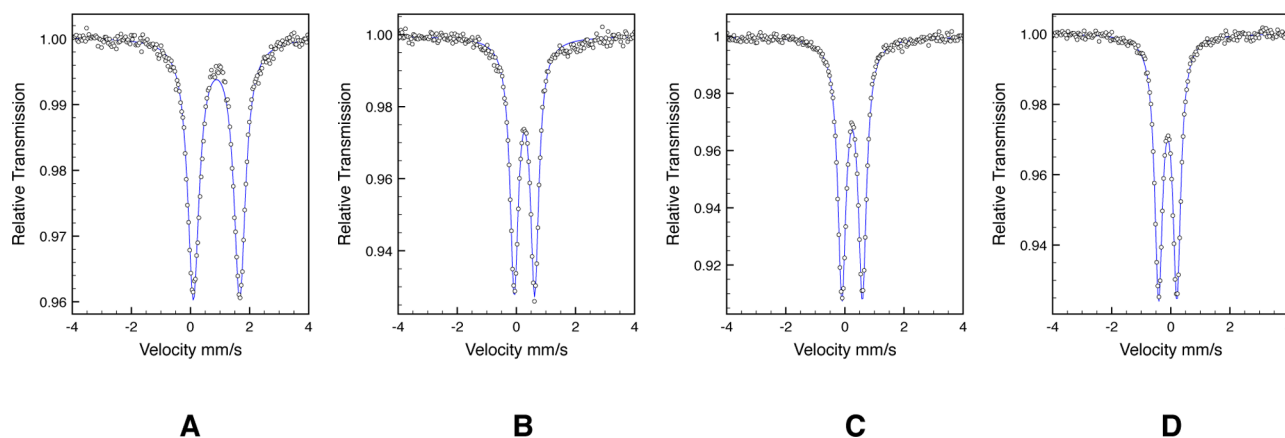 1.00
0.99
0.98
0.97
0.96
Relative Transmission
-4 -2 0 2 4
Velocity mm/s
A
1.00
0.98
0.96
0.94
Relative Transmission
-4 -2 0 2 4
Velocity mm/s
B
1
0.98
0.96
0.94
0.92
Relative Transmission
-4 -2 0 2 4
Velocity mm/s
C
1.00
0.98
0.96
0.94
Relative Transmission
-4 -2 0 2
Velocity mm/s
D